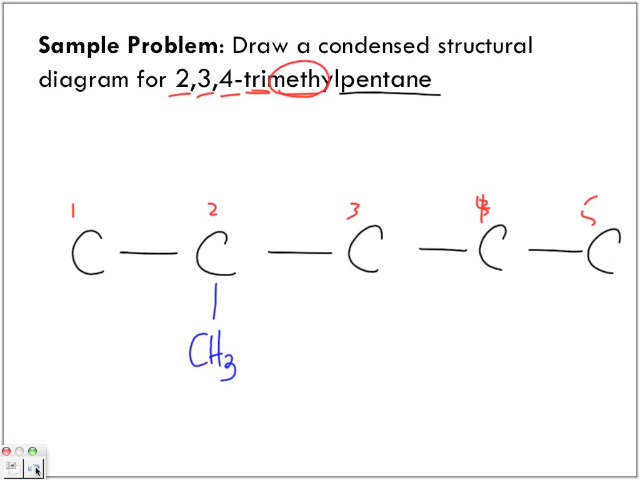 Sample Problem: Draw a condensed structural
diagram for 2,3,4-trimethylpentane
1 2 3 4 5
C — C — C — C — C
CH3